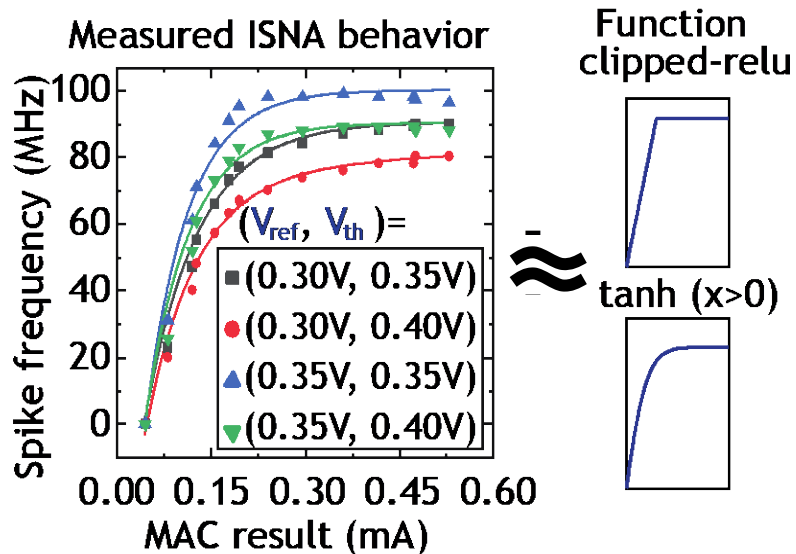 Measured ISNA behavior
Function
clipped-relu
100
80
60
40
20
0
Spike frequency (MHz)
(Vref, Vth)=
(0.30V, 0.35V)
(0.30V, 0.40V)
(0.35V, 0.35V)
(0.35V, 0.40V)
≈
tanh (x>0)
0.00 0.15 0.30 0.45 0.60
MAC result (mA)